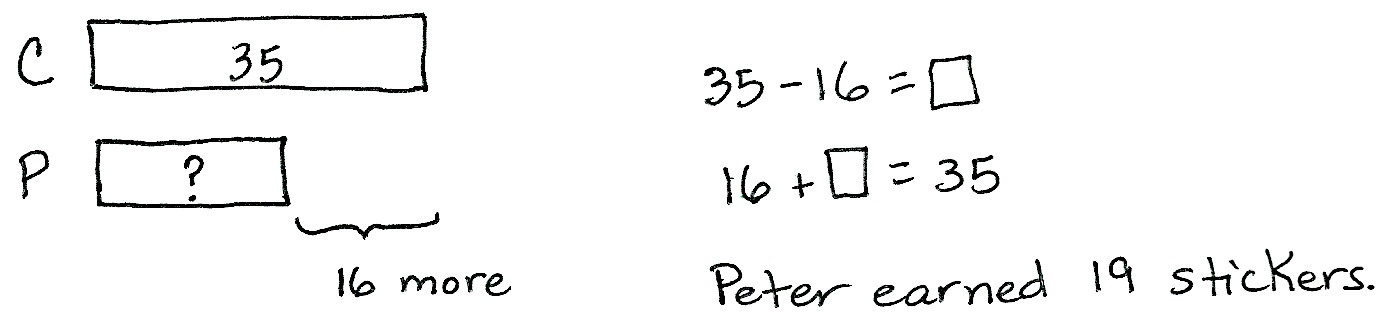 C 35
35 - 16 = □
P ?
16 + □ = 35
16 more
Peter earned 19 stickers.